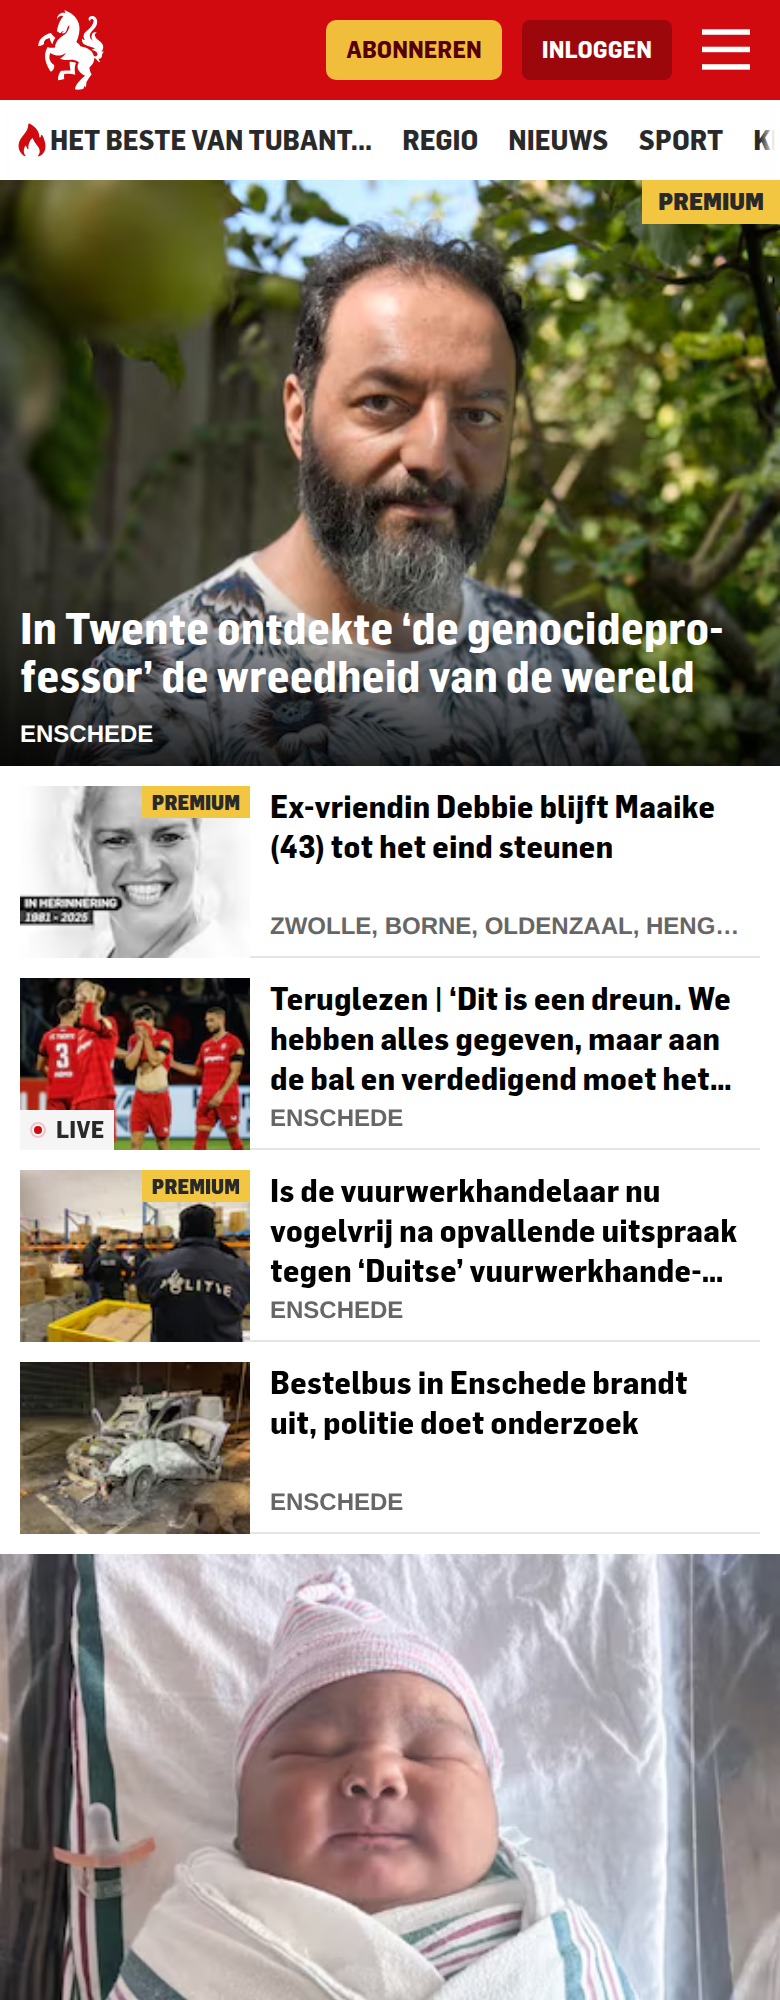 ABONNEREN
INLOGGEN
HET BESTE VAN TUBANT...
REGIO
NIEUWS
SPORT
PREMIUM
In Twente ontdekte ‘de genocidepro-
fessor’ de wreedheid van de wereld
ENSCHEDE
PREMIUM
IN HERINNERING
1981 - 2025
Ex-vriendin Debbie blijft Maaike
(43) tot het eind steunen
ZWOLLE, BORNE, OLDENZAAL, HENG...
3
LIVE
Teruglezen | ‘Dit is een dreun. We
hebben alles gegeven, maar aan
de bal en verdedigend moet het...
ENSCHEDE
PREMIUM
POLITIE
Is de vuurwerkhandelaar nu
vogelvrij na opvallende uitspraak
tegen ‘Duitse’ vuurwerkhande-...
ENSCHEDE
Bestelbus in Enschede brandt
uit, politie doet onderzoek
ENSCHEDE